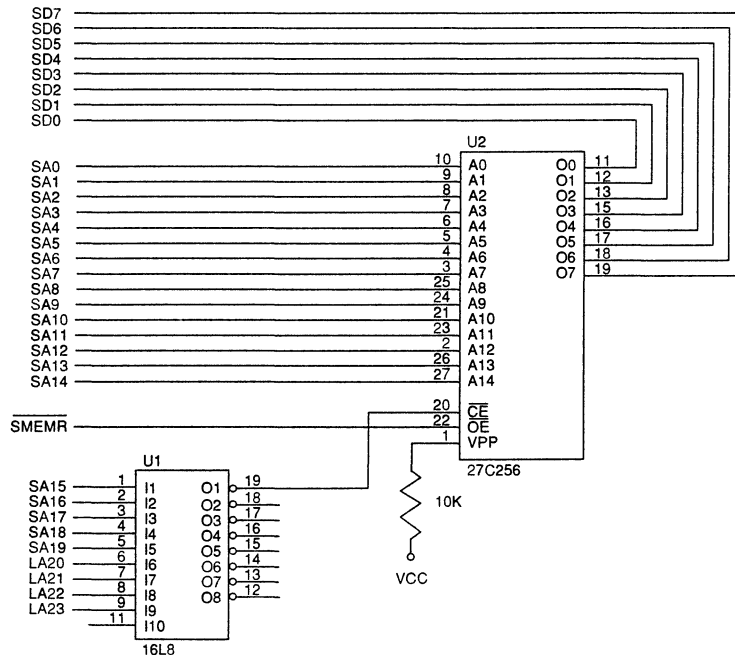 SD7
SD6
SD5
SD4
SD3
SD2
SD1
SD0
U2
SA0 10 A0 O0 11
SA1 9 A1 O1 12
SA2 8 A2 O2 13
SA3 7 A3 O3 15
SA4 6 A4 O4 16
SA5 5 A5 O5 17
SA6 4 A6 O6 18
SA7 3 A7 O7 19
SA8 25 A8
SA9 24 A9
SA10 21 A10
SA11 23 A11
SA12 2 A12
SA13 26 A13
SA14 27 A14
20 CE
SMEMR 22 OE
1 VPP
27C256
10K
VCC
U1
SA15 1 I1 O1 19
SA16 2 I2 O2 18
SA17 3 I3 O3 17
SA18 4 I4 O4 16
SA19 5 I5 O5 15
LA20 6 I6 O6 14
LA21 7 I7 O7 13
LA22 8 I8 O8 12
LA23 9 I9
11 I10
16L8